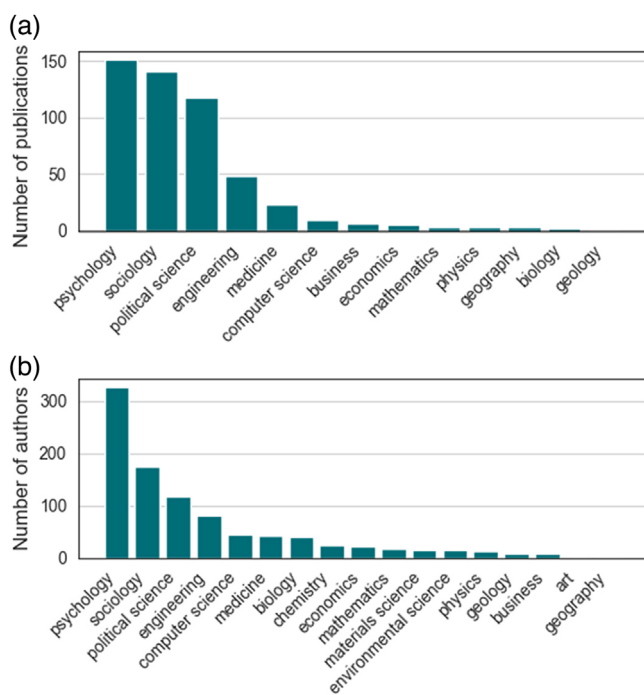 (a)
Number of publications
150
100
50
0
psychology
sociology
political science
engineering
medicine
computer science
business
economics
mathematics
physics
geography
biology
geology
(b)
Number of authors
300
200
100
0
psychology
sociology
political science
engineering
computer science
medicine
biology
chemistry
economics
mathematics
materials science
environmental science
physics
geology
business
art
geography